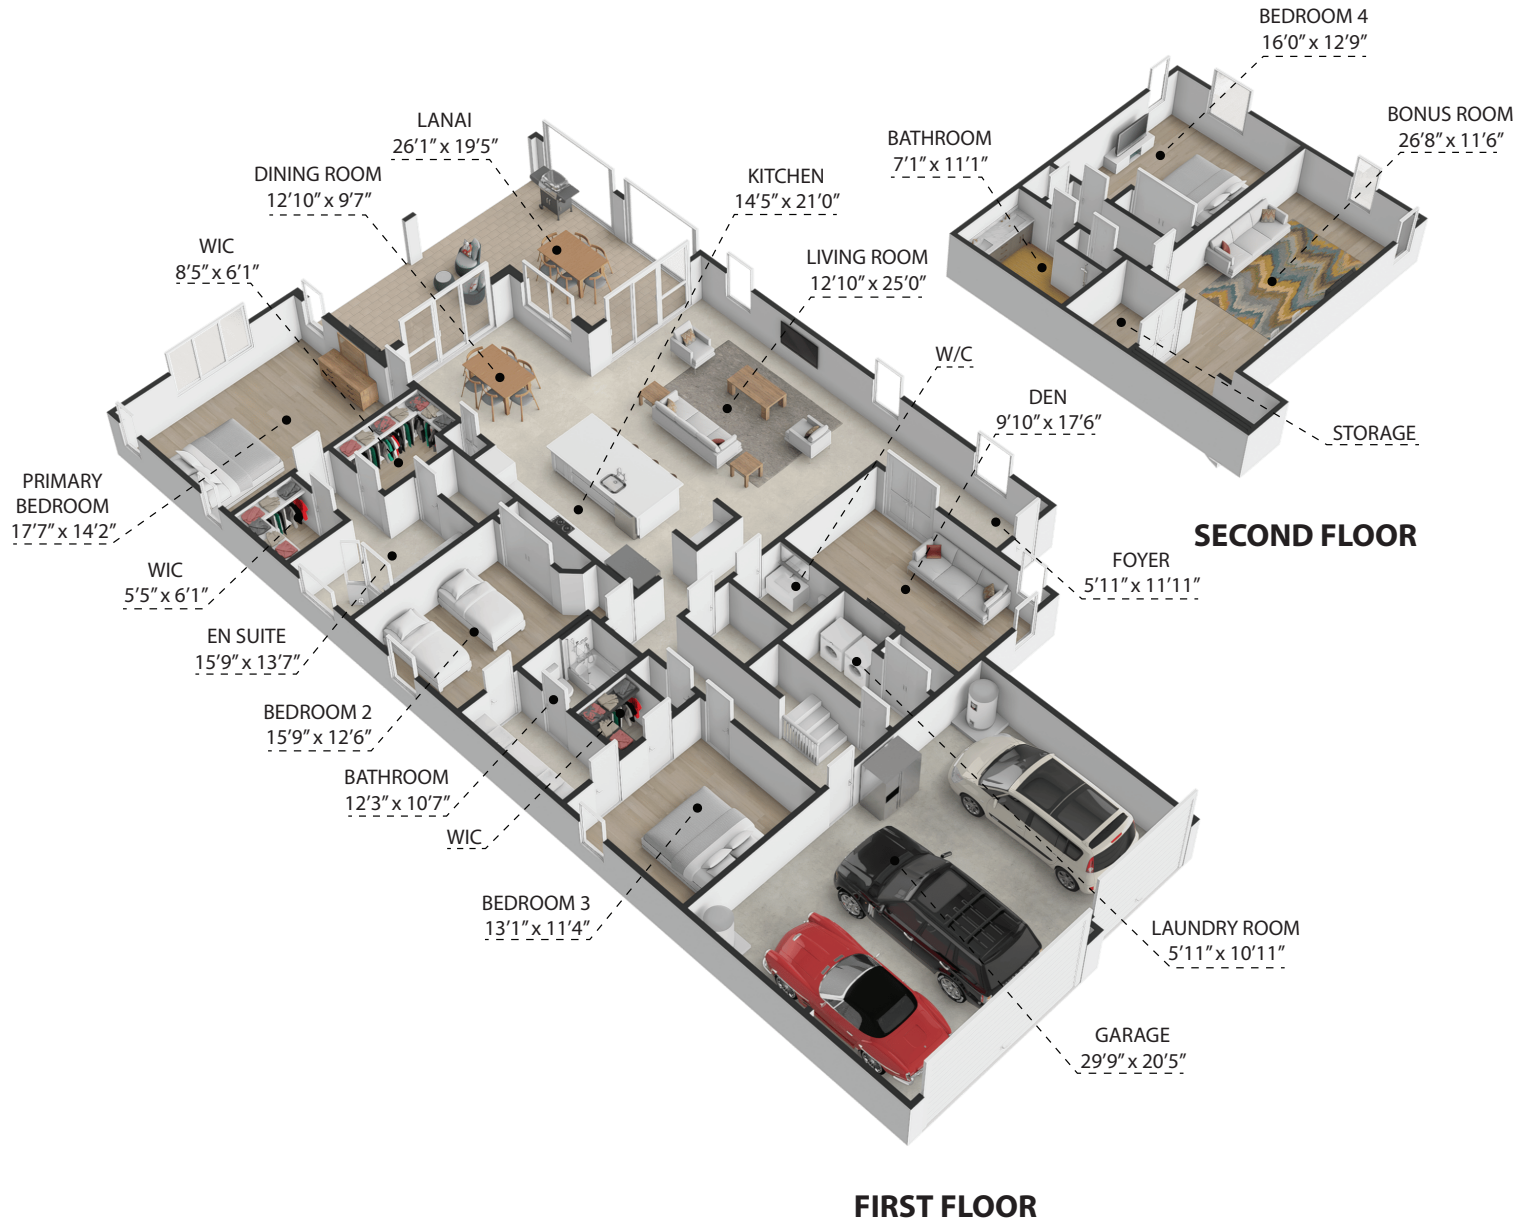 BEDROOM 4
16’0” x 12’9”
BONUS ROOM
26’8” x 11’6”
BATHROOM
7’1” x 11’1”
STORAGE
SECOND FLOOR
LANAI
26’1” x 19’5”
DINING ROOM
12’10” x 9’7”
WIC
8’5” x 6’1”
KITCHEN
14’5” x 21’0”
LIVING ROOM
12’10” x 25’0”
W/C
DEN
9’10” x 17’6”
PRIMARY
BEDROOM
17’7” x 14’2”
WIC
5’5” x 6’1”
EN SUITE
15’9” x 13’7”
BEDROOM 2
15’9” x 12’6”
BATHROOM
12’3” x 10’7”
WIC
BEDROOM 3
13’1” x 11’4”
FOYER
5’11” x 11’11”
LAUNDRY ROOM
5’11” x 10’11”
GARAGE
29’9” x 20’5”
FIRST FLOOR